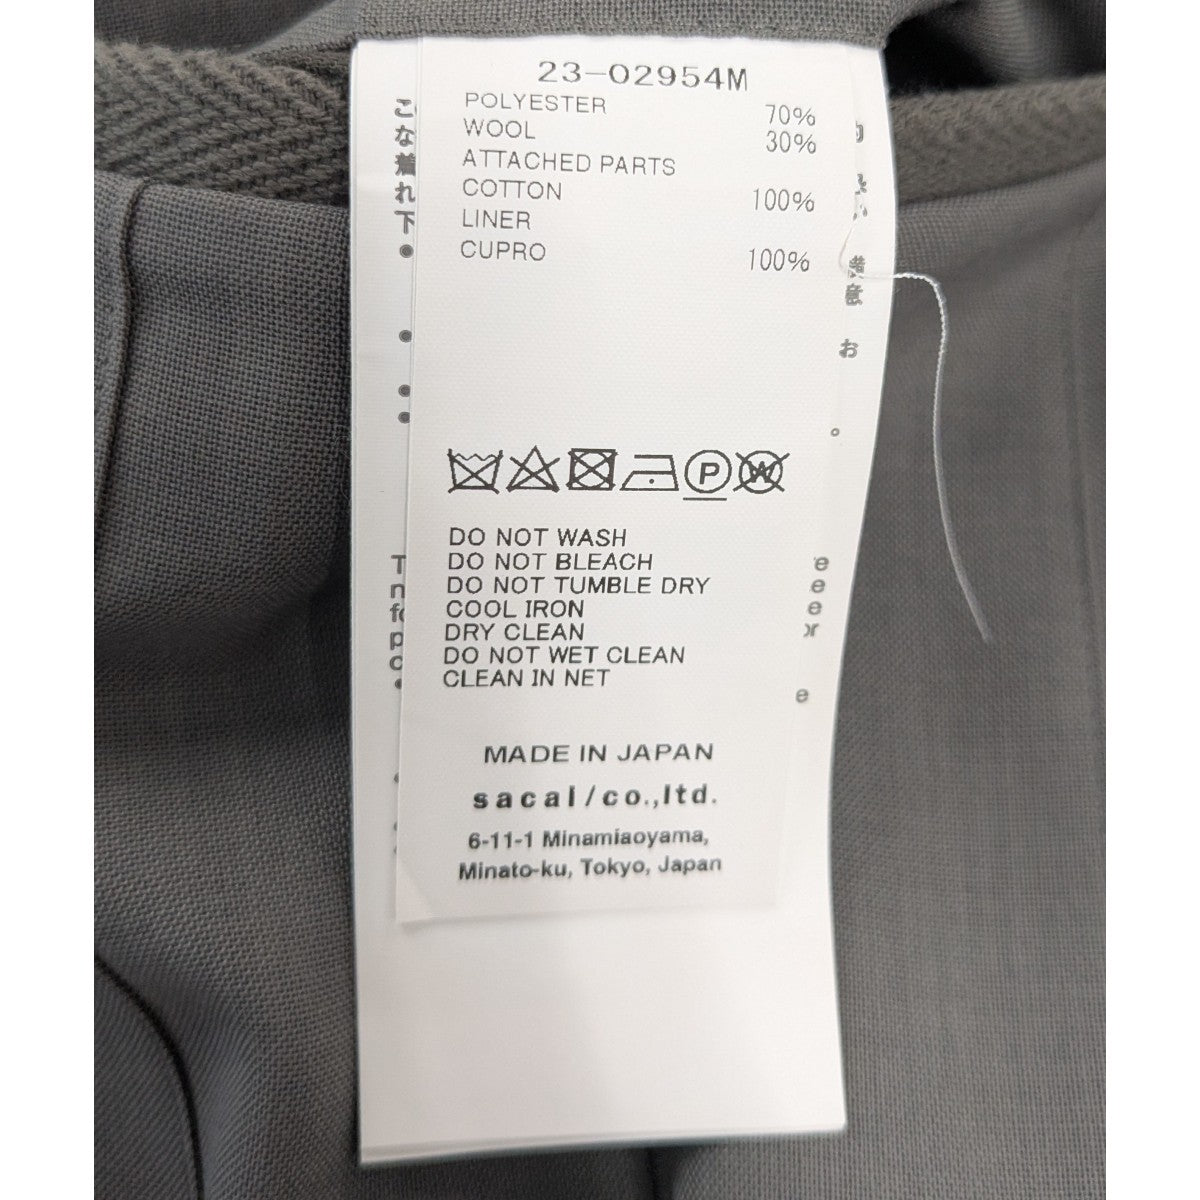 23-02954M
POLYESTER 70%
WOOL 30%
ATTACHED PARTS
COTTON 100%
LINER
CUPRO 100%
P W
DO NOT WASH
DO NOT BLEACH
DO NOT TUMBLE DRY
COOL IRON
DRY CLEAN
DO NOT WET CLEAN
CLEAN IN NET
MADE IN JAPAN
sacai/co.,ltd.
6-11-1 Minamiaoyama,
Minato-ku, Tokyo, Japan